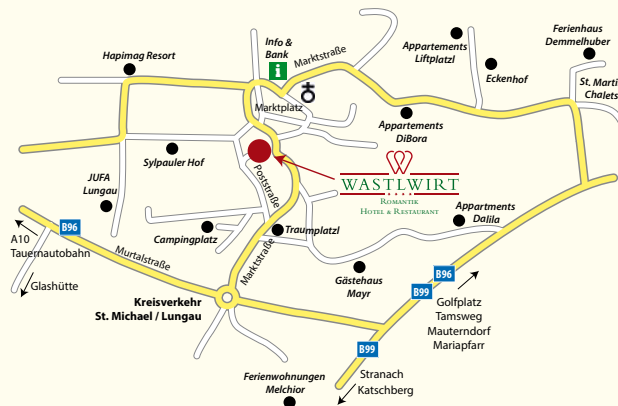 Hapimag Resort
Info &
Bank
i
Marktstraße
Marktplatz
Appartements
Liftplatzl
Eckenhof
Ferienhaus
Demmelhuber
St. Marti
Chalets
Appartements
DiBora
Sylpauler Hof
JUFA
Lungau
Poststraße
WASTLWIRT
ROMANTIK
HOTEL & RESTAURANT
Appartments
Dalila
Campingplatz
Traumplatzl
Marktstraße
Gästehaus
Mayr
B96
A10
Tauernautobahn
Murtalstraße
Glashütte
Kreisverkehr
St. Michael / Lungau
B96
B99
Golfplatz
Tamsweg
Mauterndorf
Mariapfarr
B99
Stranach
Katschberg
Ferienwohnungen
Melchior